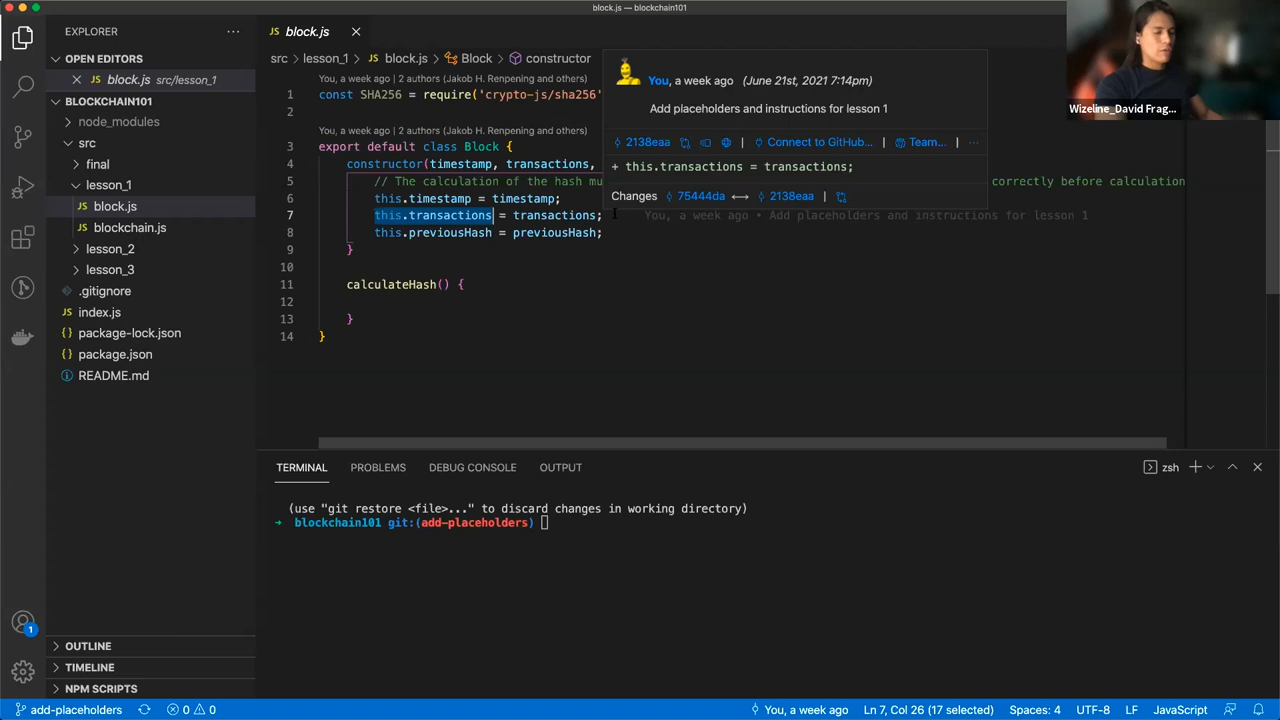 block.js — blockchain101
EXPLORER
OPEN EDITORS
JS block.js src/lesson_1
BLOCKCHAIN101
node_modules
src
final
lesson_1
JS block.js
JS blockchain.js
lesson_2
lesson_3
.gitignore
JS index.js
{} package-lock.json
{} package.json
README.md
OUTLINE
TIMELINE
NPM SCRIPTS
1
JS block.js
src > lesson_1 > JS block.js > Block > constructor
You, a week ago | 2 authors (Jakob H. Repening and others)
1 const SHA256 = require('crypto-js/sha256'
2
You, a week ago | 2 authors (Jakob H. Repening and others)
3 export default class Block {
4 constructor(timestamp, transactions,
5 // The calculation of the hash mu correctly before calculation
6 this.timestamp = timestamp;
7 this.transactions = transactions; You, a week ago • Add placeholders and instructions for lesson 1
8 this.previousHash = previousHash;
9 }
10
11 calculateHash() {
12
13 }
14 }
You, a week ago (June 21st, 2021 7:14pm)
Add placeholders and instructions for lesson 1
2138eaa | Connect to GitHub... | Team... | ...
+ this.transactions = transactions;
Changes 75444da ⟷ 2138eaa |
Wizeline_David Frag...
TERMINAL PROBLEMS DEBUG CONSOLE OUTPUT
zsh
(use "git restore <file>..." to discard changes in working directory)
➜ blockchain101 git:(add-placeholders)
add-placeholders 0 0
You, a week ago Ln 7, Col 26 (17 selected) Spaces: 4 UTF-8 LF JavaScript